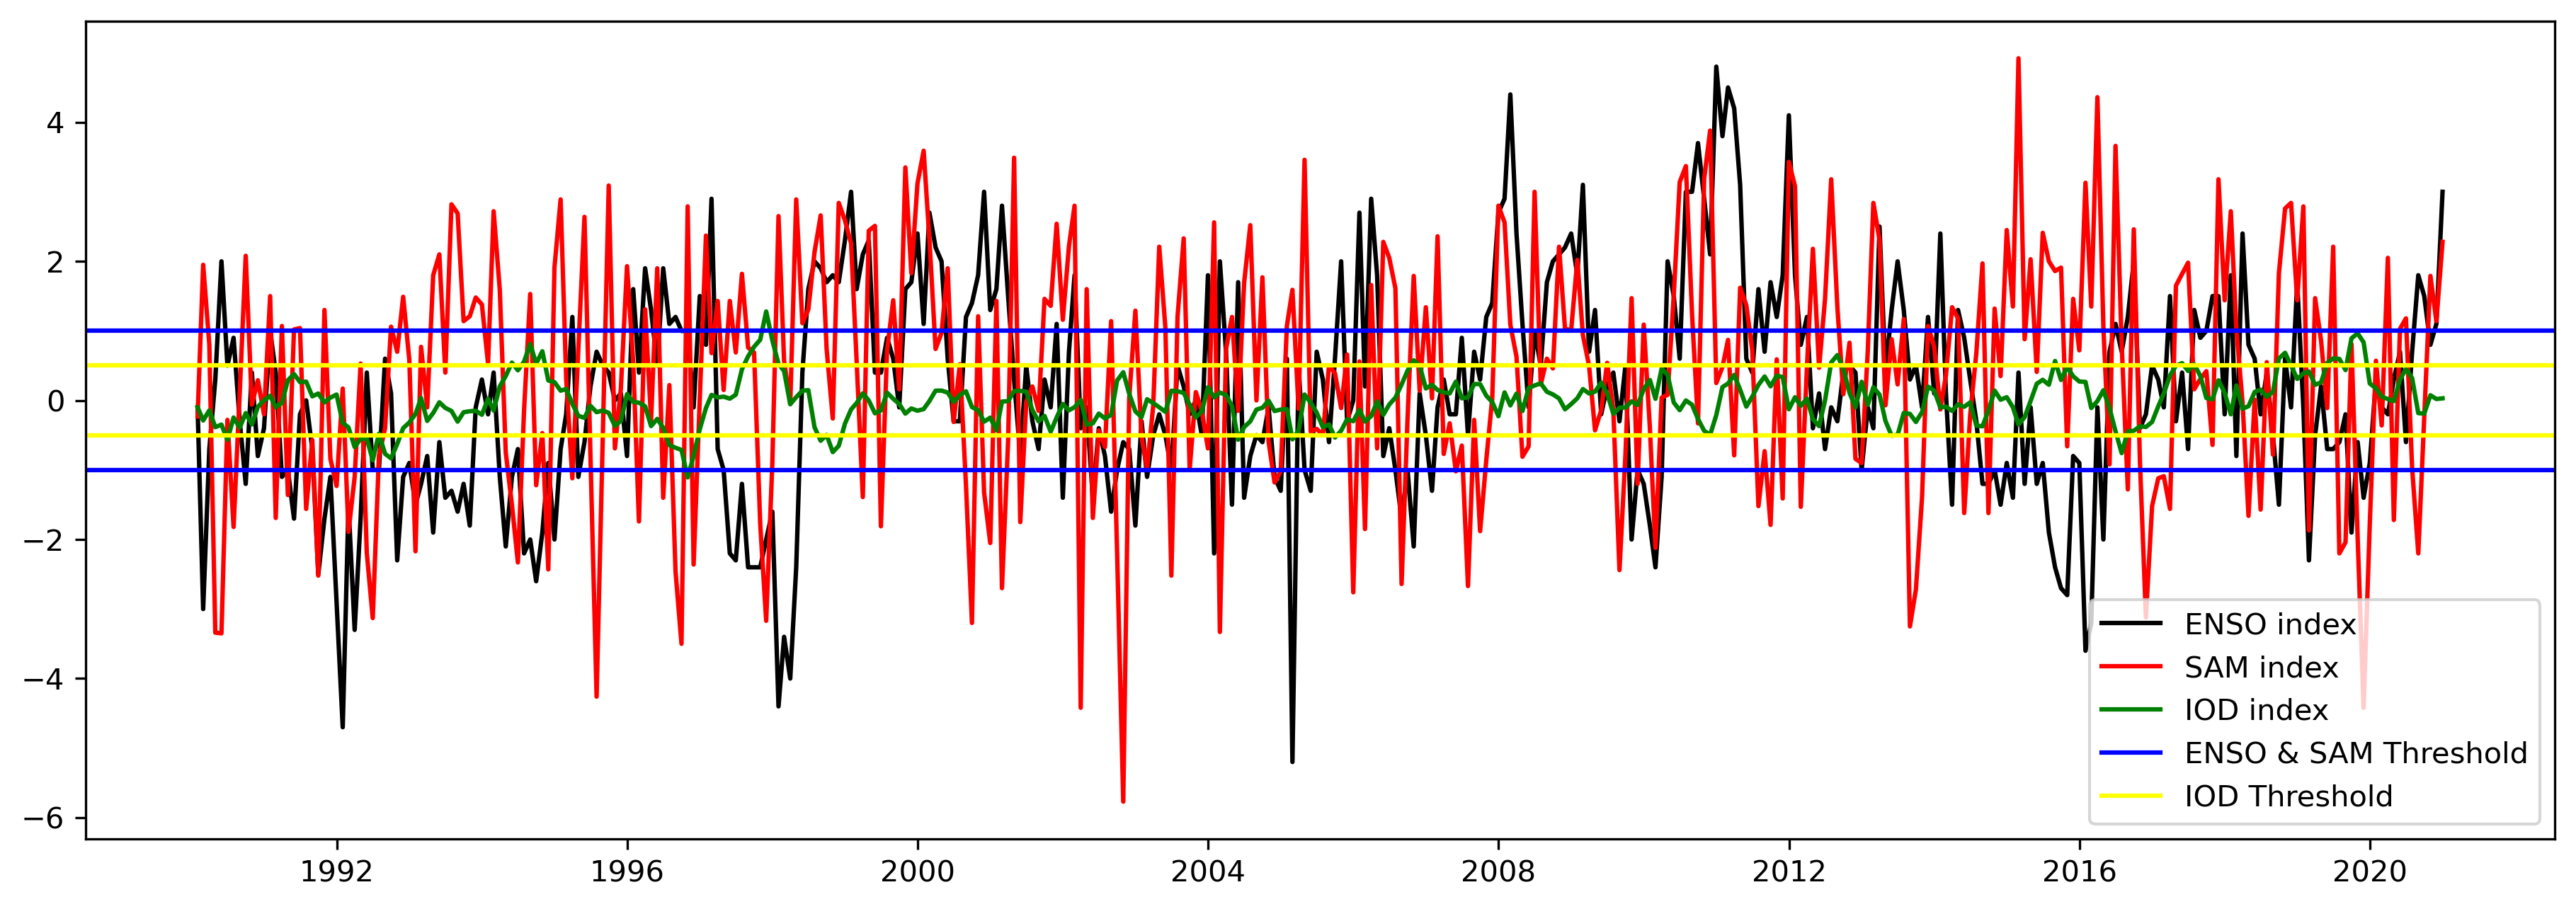 4
2
0
−2
−4
−6
1992 1996 2000 2004 2008 2012 2016 2020
ENSO index
SAM index
IOD index
ENSO & SAM Threshold
IOD Threshold